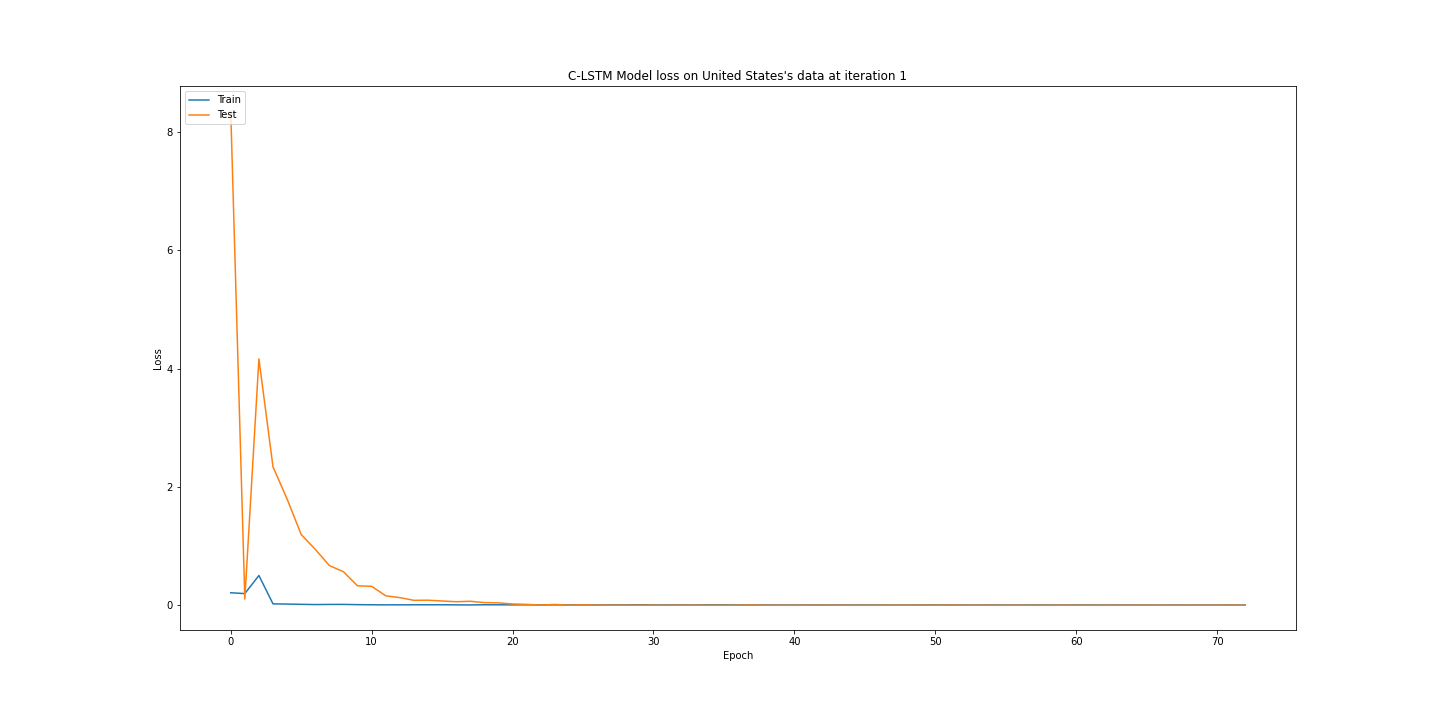 C-LSTM Model loss on United States's data at iteration 1
Train
Test
8
6
4
2
0
Loss
0 10 20 30 40 50 60 70
Epoch